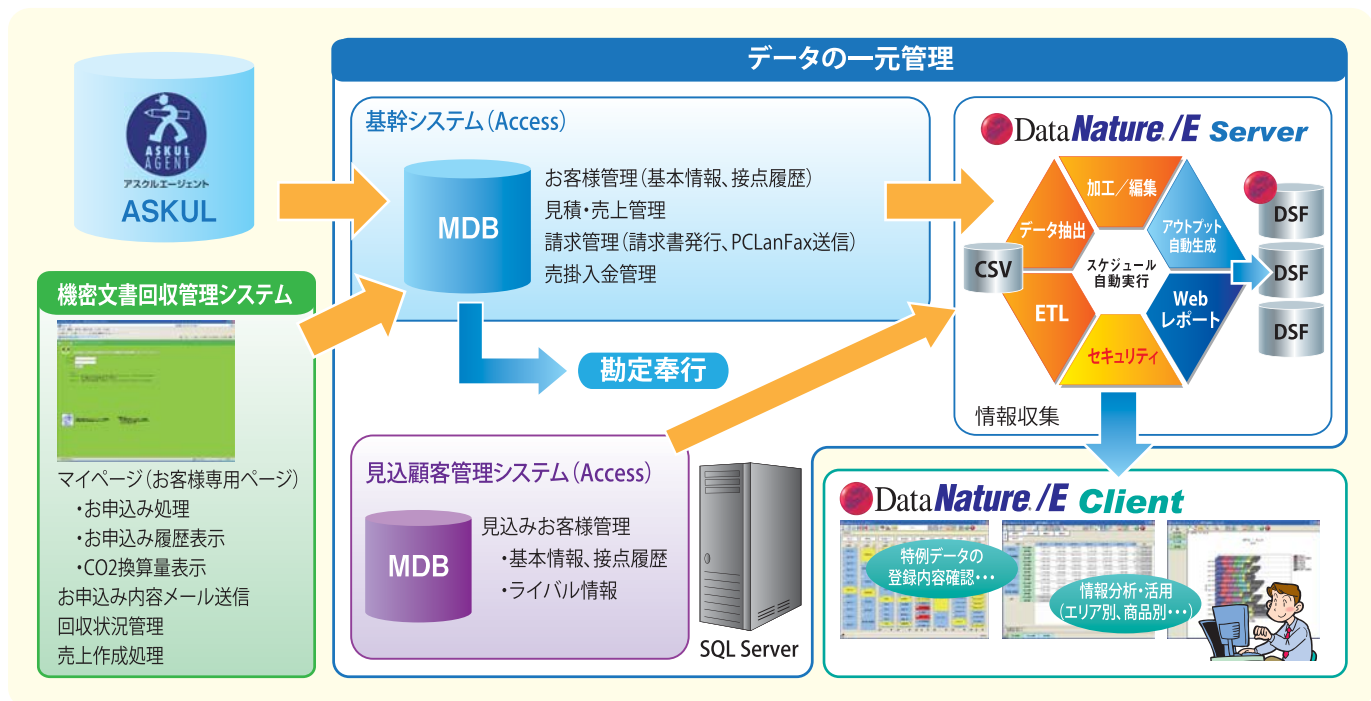 データの一元管理
ASKUL
AGENT
アスクルエージェント
ASKUL
機密文書回収管理システム
マイページ(お客様専用ページ)
・お申込み処理
・お申込み履歴表示
・CO2換算量表示
お申込み内容メール送信
回収状況管理
売上作成処理
基幹システム(Access)
MDB
お客様管理(基本情報、接点履歴)
見積・売上管理
請求管理(請求書発行、PCLanFax送信)
売掛入金管理
勘定奉行
見込顧客管理システム(Access)
MDB
見込みお客様管理
・基本情報、接点履歴
・ライバル情報
SQL Server
DataNature/E Server
加工/編集
データ抽出
アウトプット
自動生成
CSV
スケジュール
自動実行
ETL
Web
レポート
セキュリティ
DSF
DSF
DSF
情報収集
DataNature/E Client
特例データの
登録内容確認・・・
情報分析・活用
(エリア別、商品別・・・)